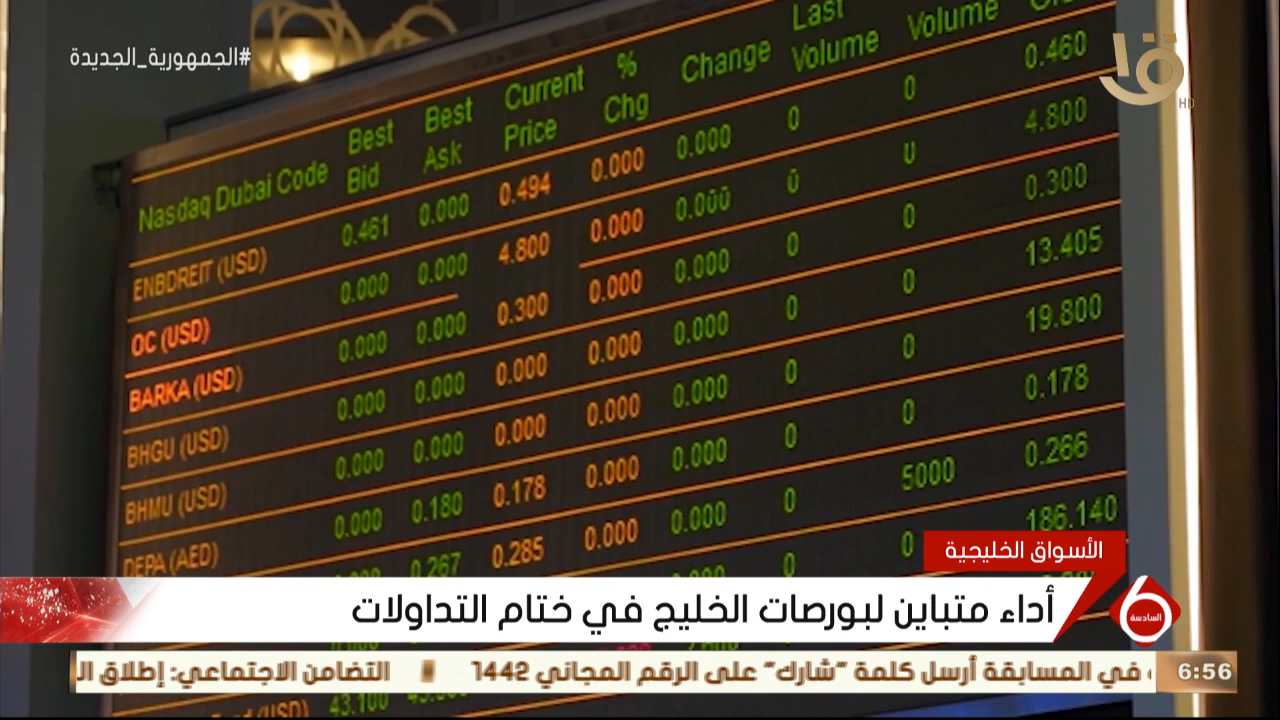 #الجمهورية_الجديدة
HD
Nasdaq Dubai Code Best Bid Best Ask Current Price % Chg Change Last Volume Volume
ENBDREIT (USD) 0.461 0.000 0.494 0.000 0.000 0 0 0.460
OC (USD) 0.000 0.000 4.800 0.000 0.000 0 0 4.800
BARKA (USD) 0.000 0.000 0.300 0.000 0.000 0 0 0.300
BHGU (USD) 0.000 0.000 0.000 0.000 0.000 0 0 13.405
BHMU (USD) 0.000 0.000 0.000 0.000 0.000 0 0 19.800
DEPA (AED) 0.000 0.180 0.178 0.000 0.000 0 0 0.178
0.267 0.285 0.000 0.000 0 5000 0.266
0 0 186.140
43.100
الأسواق الخليجية
أداء متباين لبورصات الخليج في ختام التداولات
السادسة
في المسابقة أرسل كلمة “شارك” على الرقم المجاني 1442 التضامن الاجتماعي: إطلاق
6:56